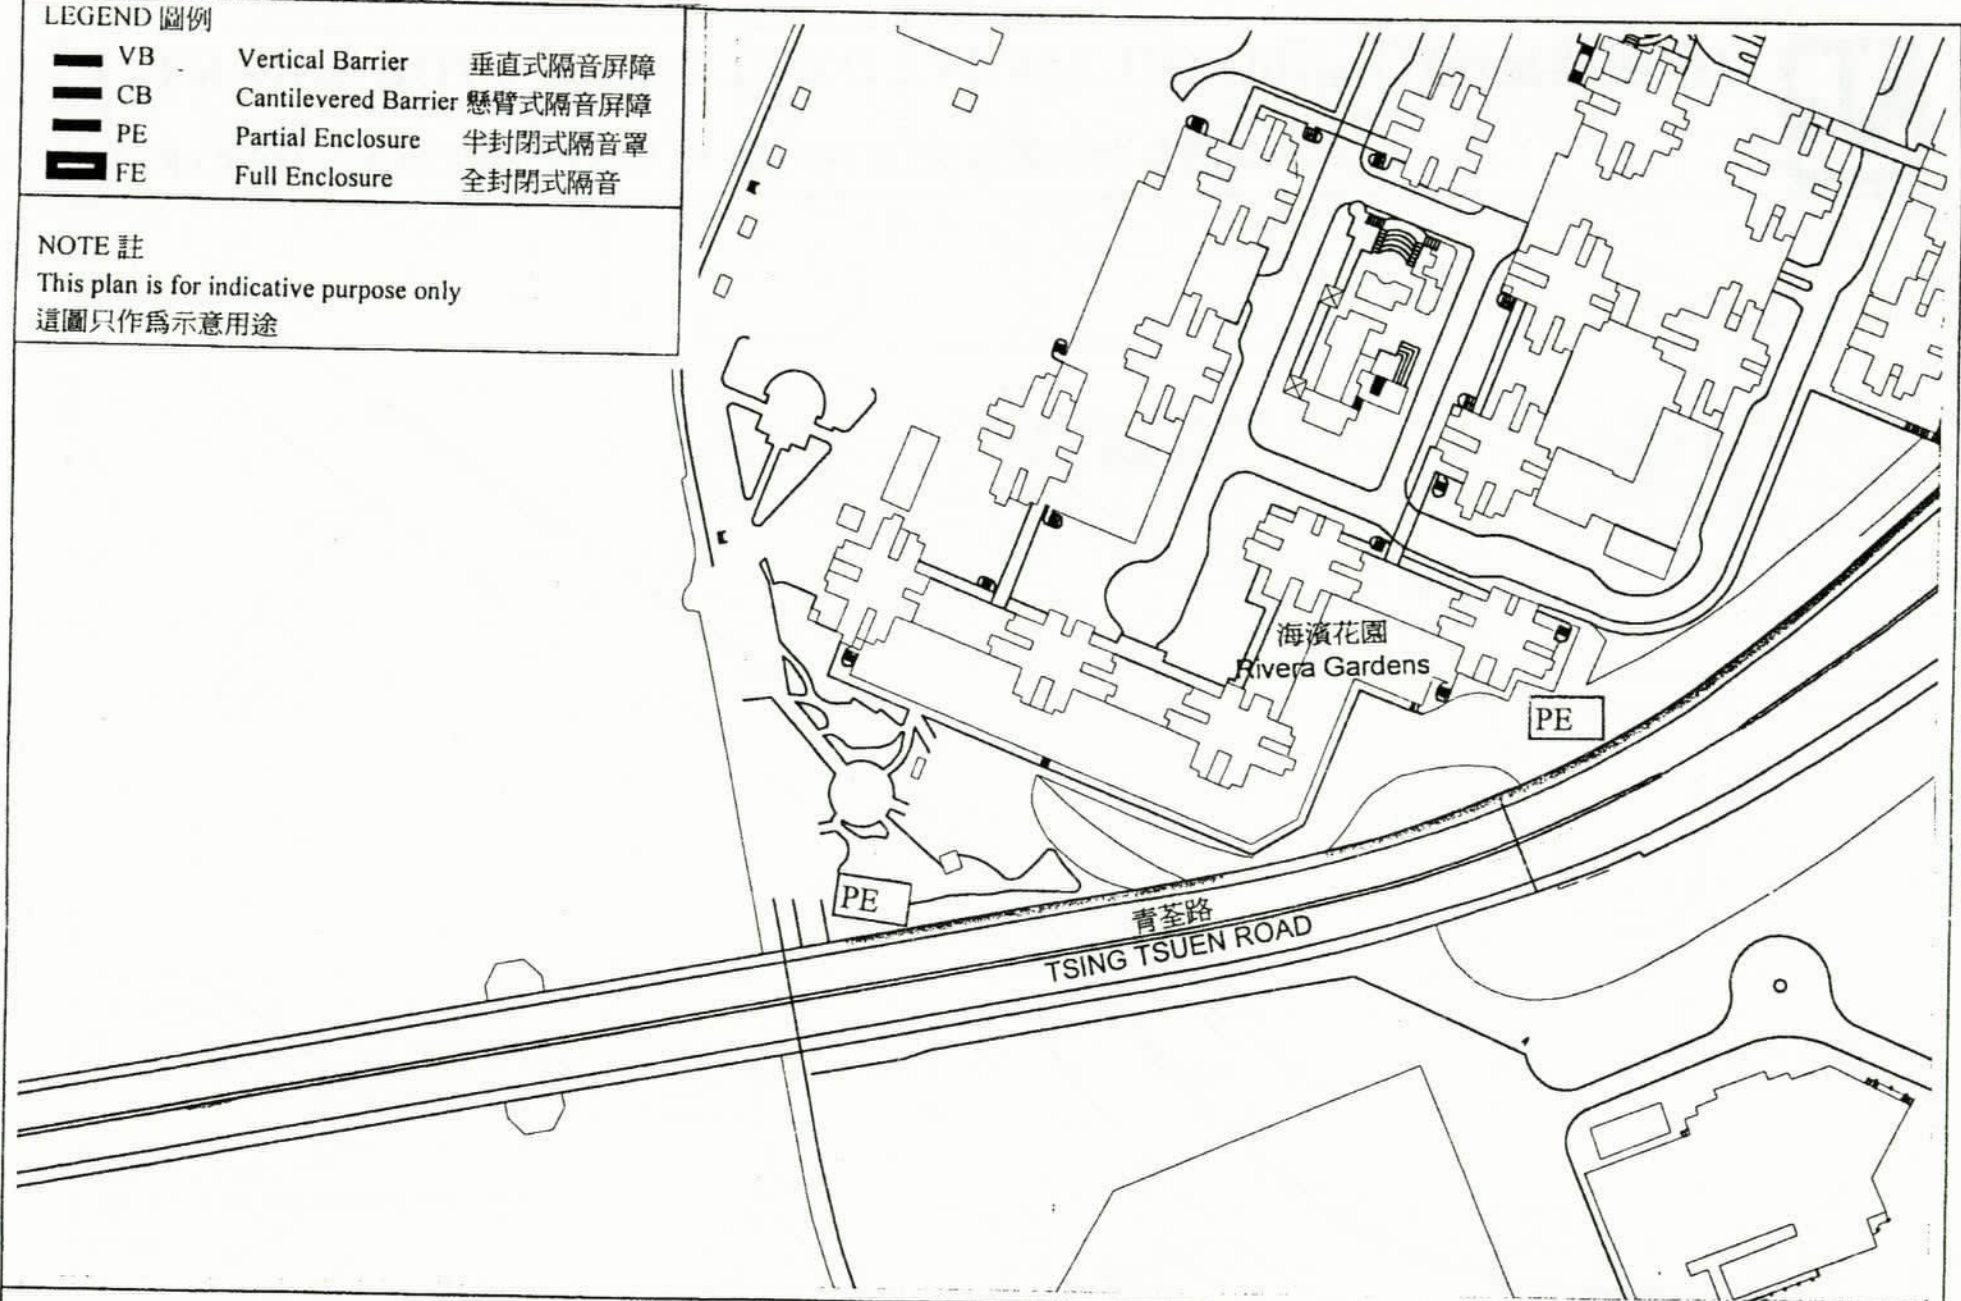 LEGEND 圖例
VB Vertical Barrier 垂直式隔音屏障
CB Cantilevered Barrier 懸臂式隔音屏障
PE Partial Enclosure 半封閉式隔音罩
FE Full Enclosure 全封閉式隔音
NOTE 註
This plan is for indicative purpose only
這圖只作爲示意用途
海濱花園
Rivera Gardens
PE
PE
青荃路
TSING TSUEN ROAD